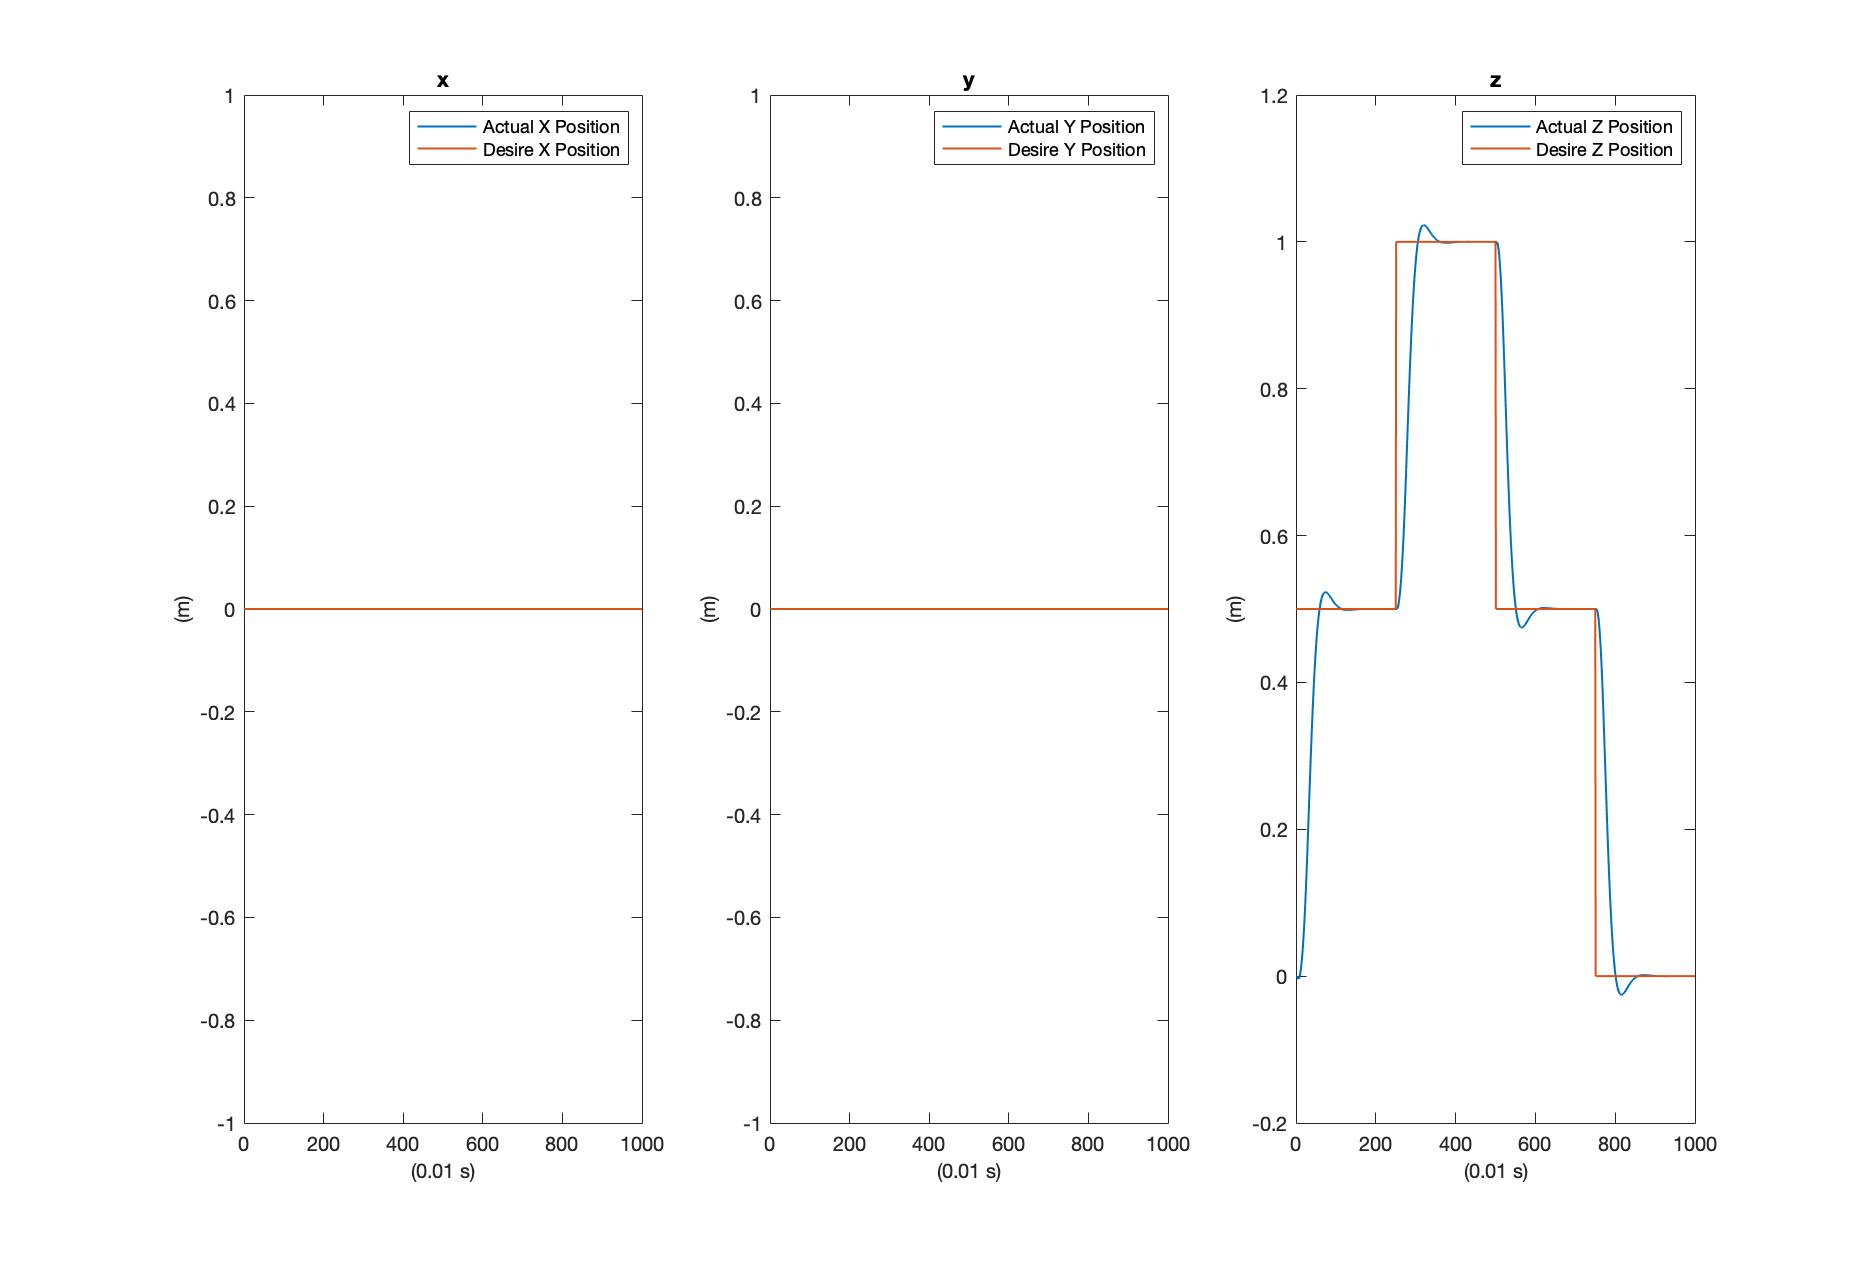 x
1
0.8
0.6
0.4
0.2
0
-0.2
-0.4
-0.6
-0.8
-1
(m)
Actual X Position
Desire X Position
0 200 400 600 800 1000
(0.01 s)
y
1
0.8
0.6
0.4
0.2
0
-0.2
-0.4
-0.6
-0.8
-1
(m)
Actual Y Position
Desire Y Position
0 200 400 600 800 1000
(0.01 s)
z
1.2
1
0.8
0.6
0.4
0.2
0
-0.2
(m)
Actual Z Position
Desire Z Position
0 200 400 600 800 1000
(0.01 s)